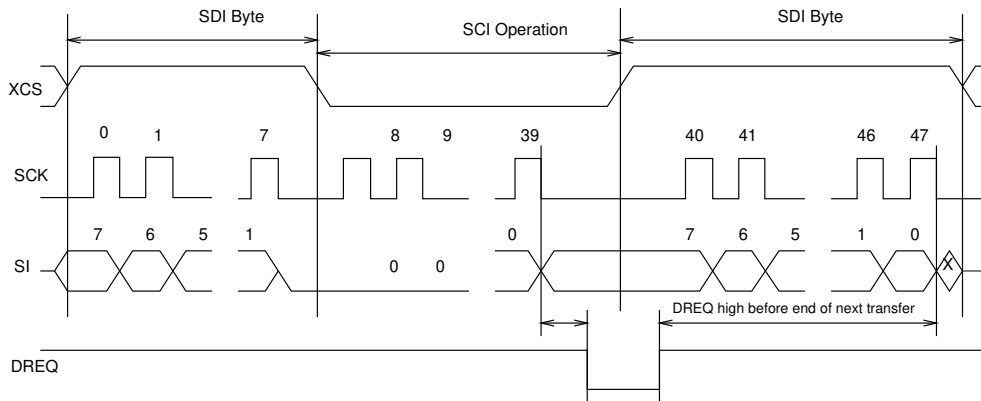 SDI Byte
SCI Operation
SDI Byte
XCS
0 1 7 8 9 39 40 41 46 47
SCK
7 6 5 1 0 7 6 5 1 0
SI
0 0 X
DREQ high before end of next transfer
DREQ